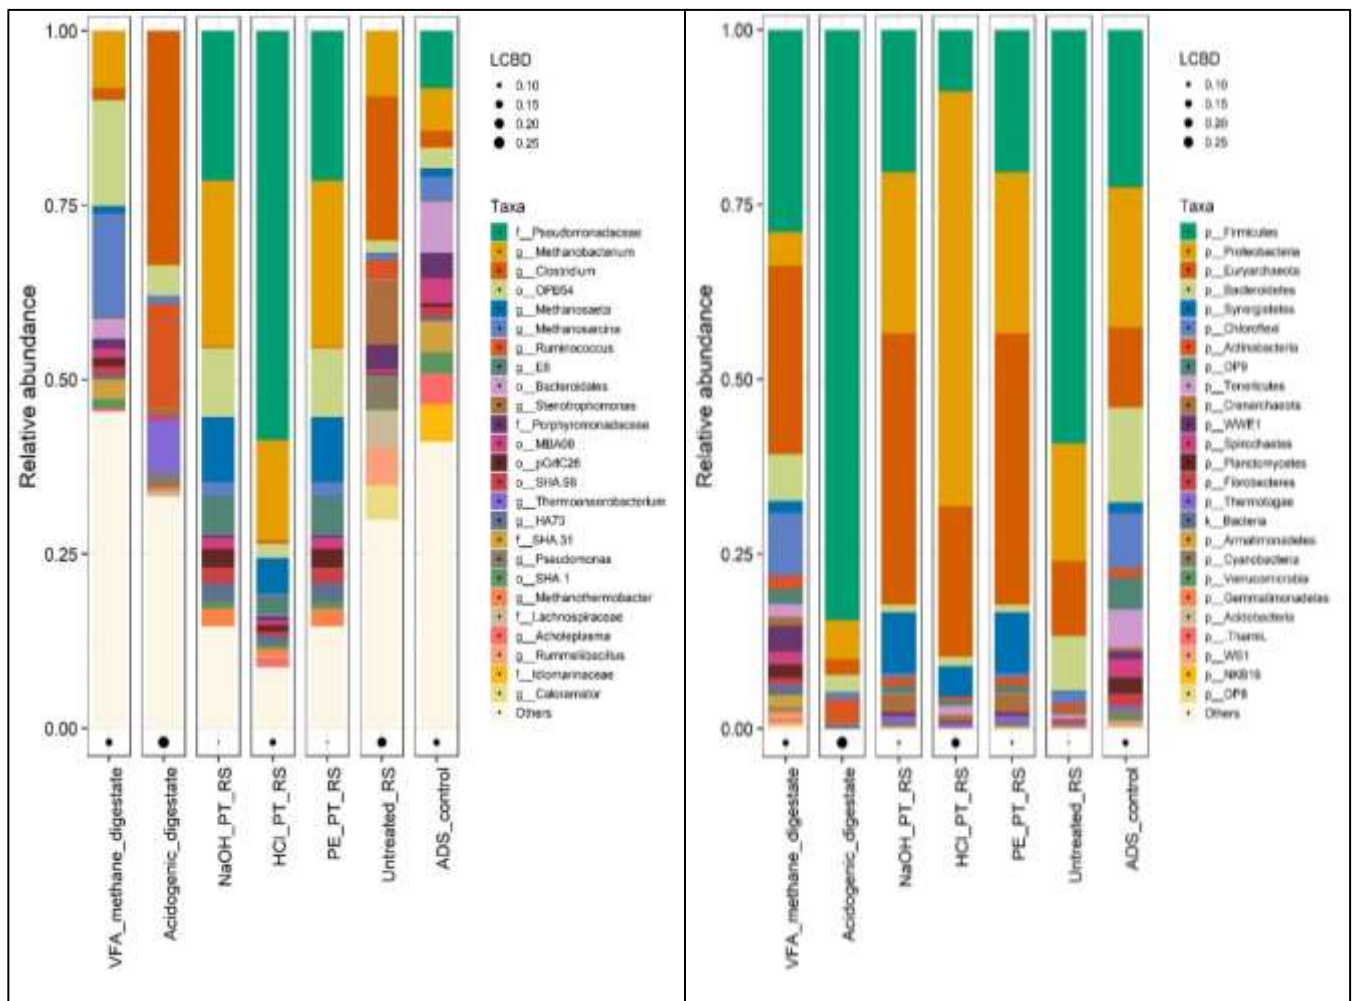 1.00
0.75
0.50
0.25
0.00
Relative abundance
VFA_methane_digestate
Acidogenic_digestate
NaOH_PT_RS
HCl_PT_RS
PE_PT_RS
Untreated_RS
ADS_control
LCBD
0.10
0.15
0.20
0.25
Taxa
f__Pseudomonadaceae
g__Methanobacterium
g__Clostridium
o__OPB54
g__Methanosaeta
g__Methanosarcina
g__Ruminococcus
g__E6
o__Bacteroidales
g__Stenotrophomonas
f__Porphyromonadaceae
o__MBA08
o__pGrfC26
o__SHA.98
g__Thermoanaerobacterium
g__HA73
f__SHA.31
g__Pseudomonas
o__SHA.1
g__Methanothermobacter
f__Lachnospiraceae
g__Acholeplasma
g__Rummeliibacillus
f__Idiomarinaceae
g__Caloramator
Others
1.00
0.75
0.50
0.25
0.00
Relative abundance
VFA_methane_digestate
Acidogenic_digestate
NaOH_PT_RS
HCl_PT_RS
PE_PT_RS
Untreated_RS
ADS_control
LCBD
0.10
0.15
0.20
0.25
Taxa
p__Firmicutes
p__Proteobacteria
p__Euryarchaeota
p__Bacteroidetes
p__Synergistetes
p__Chloroflexi
p__Actinobacteria
p__OP9
p__Tenericutes
p__Crenarchaeota
p__WWE1
p__Spirochaetes
p__Planctomycetes
p__Fibrobacteres
p__Thermotogae
k__Bacteria
p__Armatimonadetes
p__Cyanobacteria
p__Verrucomicrobia
p__Gemmatimonadetes
p__Acidobacteria
p__.Thermi.
p__WS1
p__NKB19
p__OP8
Others